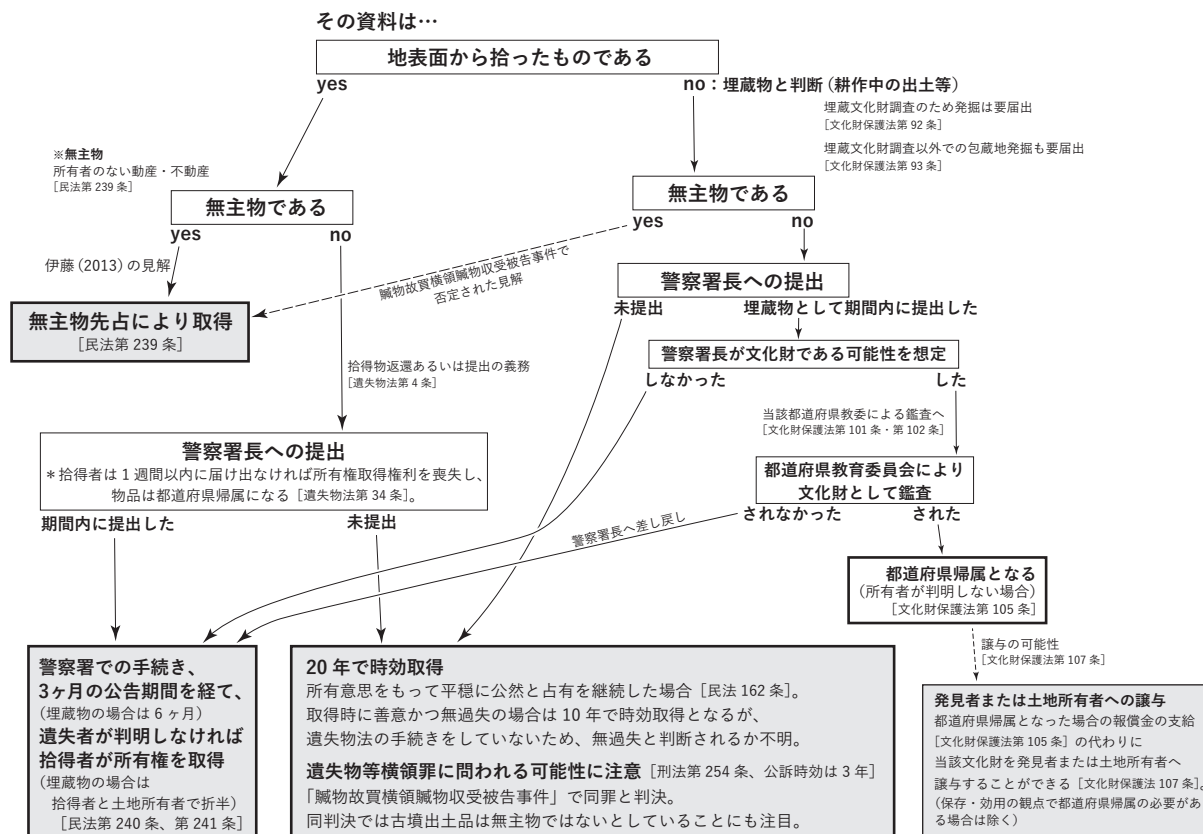 その資料は…
地表面から拾ったものである
yes
no：埋蔵物と判断（耕作中の出土等）
埋蔵文化財調査のため発掘は要届出
［文化財保護法第 92 条］
埋蔵文化財調査以外での包蔵地発掘も要届出
［文化財保護法第 93 条］
※無主物
所有者のない動産・不動産
［民法第 239 条］
無主物である
yes
no
無主物である
yes
no
伊藤（2013）の見解
贓物故買横領贓物収受被告事件で
否定された見解
無主物先占により取得
［民法第 239 条］
警察署長への提出
未提出
埋蔵物として期間内に提出した
警察署長が文化財である可能性を想定
しなかった
した
拾得物返還あるいは提出の義務
［遺失物法第 4 条］
当該都道府県教委による鑑査へ
［文化財保護法第 101 条・第 102 条］
警察署長への提出
＊拾得者は 1 週間以内に届け出なければ所有権取得権利を喪失し、
物品は都道府県帰属になる［遺失物法第 34 条］。
期間内に提出した
未提出
都道府県教育委員会により
文化財として鑑査
されなかった
された
警察署長へ差し戻し
都道府県帰属となる
（所有者が判明しない場合）
［文化財保護法第 105 条］
譲与の可能性
［文化財保護法第 107 条］
警察署での手続き、
3ヶ月の公告期間を経て、
（埋蔵物の場合は 6 ヶ月）
遺失者が判明しなければ
拾得者が所有権を取得
（埋蔵物の場合は
拾得者と土地所有者で折半）
［民法第 240 条、第 241 条］
20 年で時効取得
所有意思をもって平穏に公然と占有を継続した場合［民法 162 条］。
取得時に善意かつ無過失の場合は 10 年で時効取得となるが、
遺失物法の手続きをしていないため、無過失と判断されるか不明。
遺失物等横領罪に問われる可能性に注意［刑法第 254 条、公訴時効は 3 年］
「贓物故買横領贓物収受被告事件」で同罪と判決。
同判決では古墳出土品は無主物ではないとしていることにも注目。
発見者または土地所有者への譲与
都道府県帰属となった場合の報償金の支給
［文化財保護法第 105 条］の代わりに
当該文化財を発見者または土地所有者へ
譲与することができる［文化財保護法 107 条］。
（保存・効用の観点で都道府県帰属の必要があ
る場合は除く）